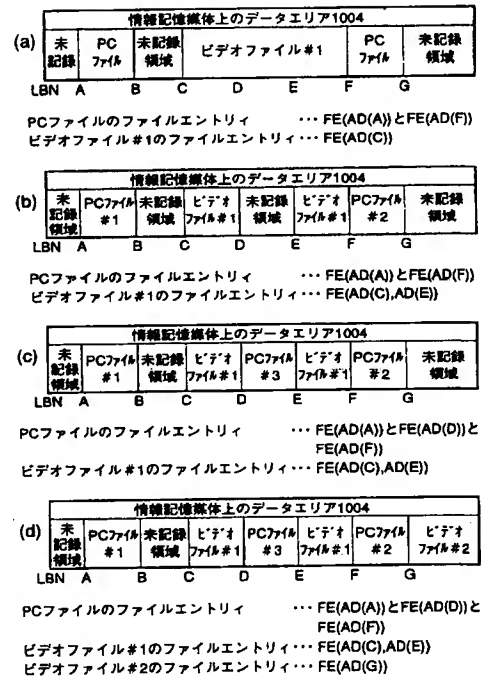 情報記憶媒体上のデータエリア1004
(a) 未記録 PCファイル 未記録領域 ビデオファイル#1 PCファイル 未記録領域
LBN A B C D E F G
PCファイルのファイルエントリィ ･･･ FE(AD(A))とFE(AD(F))
ビデオファイル#1のファイルエントリィ･･･ FE(AD(C))
情報記憶媒体上のデータエリア1004
(b) 未記録領域 PCファイル#1 未記録領域 ビデオファイル#1 未記録領域 ビデオファイル#1 PCファイル#2 未記録領域
LBN A B C D E F G
PCファイルのファイルエントリィ ･･･ FE(AD(A))とFE(AD(F))
ビデオファイル#1のファイルエントリィ･･･ FE(AD(C),AD(E))
情報記憶媒体上のデータエリア1004
(c) 未記録領域 PCファイル#1 未記録領域 ビデオファイル#1 PCファイル#3 ビデオファイル#1 PCファイル#2 未記録領域
LBN A B C D E F G
PCファイルのファイルエントリィ ･･･ FE(AD(A))とFE(AD(D))と
FE(AD(F))
ビデオファイル#1のファイルエントリィ･･･ FE(AD(C),AD(E))
情報記憶媒体上のデータエリア1004
(d) 未記録領域 PCファイル#1 未記録領域 ビデオファイル#1 PCファイル#3 ビデオファイル#1 PCファイル#2 ビデオファイル#2
LBN A B C D E F G
PCファイルのファイルエントリィ ･･･ FE(AD(A))とFE(AD(D))と
FE(AD(F))
ビデオファイル#1のファイルエントリィ･･･ FE(AD(C),AD(E))
ビデオファイル#2のファイルエントリィ･･･ FE(AD(G))